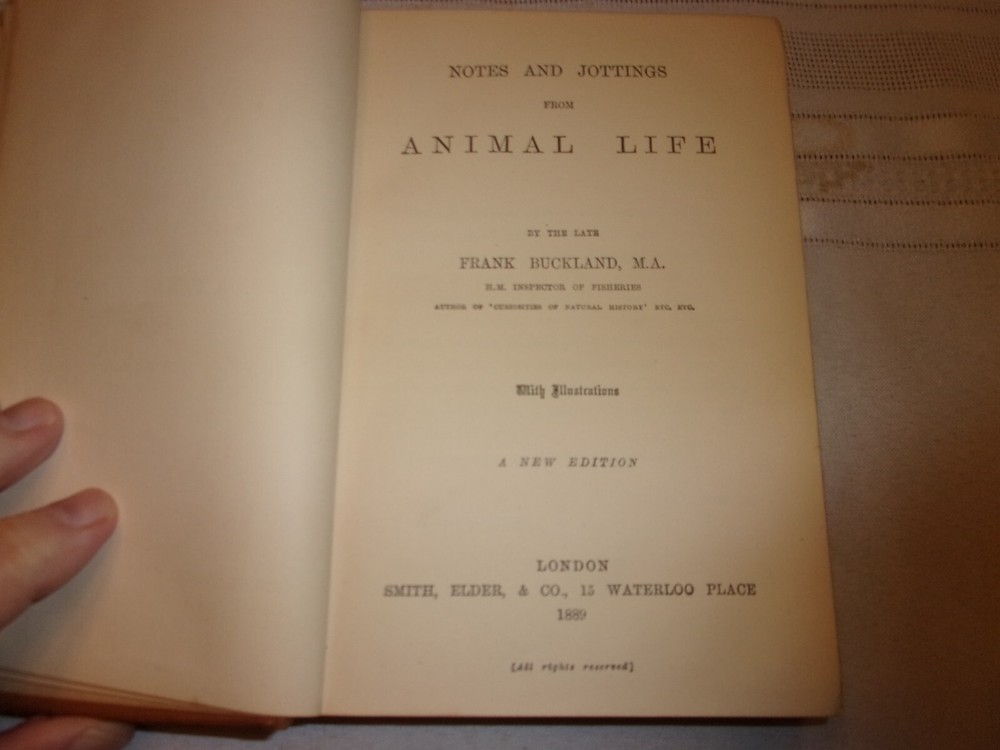 NOTES AND JOTTINGS
FROM
ANIMAL LIFE
BY THE LATE
FRANK BUCKLAND, M.A.
H.M. INSPECTOR OF FISHERIES
AUTHOR OF "CURIOSITIES OF NATURAL HISTORY" ETC. ETC.
With Illustrations
A NEW EDITION
LONDON
SMITH, ELDER, & CO., 15 WATERLOO PLACE
1889
[All rights reserved]